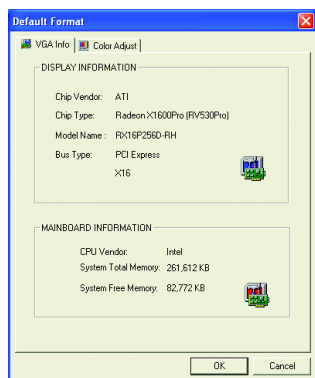 Default Format
VGA Info Color Adjust
DISPLAY INFORMATION
Chip Vendor: ATI
Chip Type: Radeon X1600Pro (RV530Pro)
Model Name : RX16P256D-RH
Bus Type: PCI Express
X16
MAINBOARD INFORMATION
CPU Vendor: Intel
System Total Memory: 261,612 KB
System Free Memory: 82,772 KB
OK Cancel